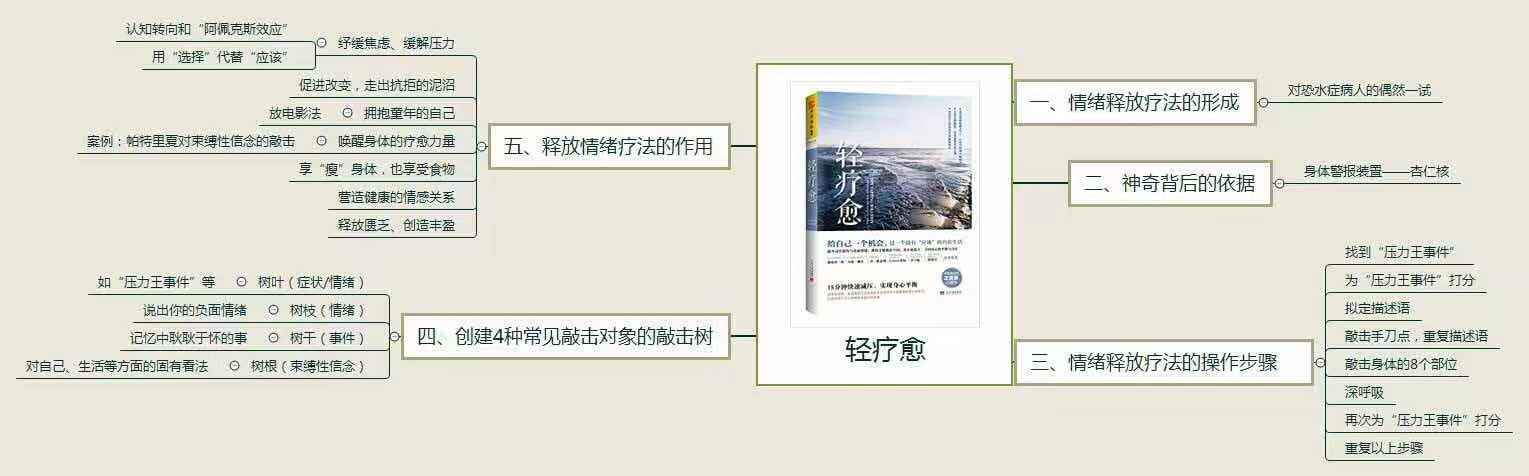 轻疗愈
给自己一个机会，
15分钟快速减压，实现身心平衡
轻疗愈
一、情绪释放疗法的形成
对恐水症病人的偶然一试
二、神奇背后的依据
身体警报装置——杏仁核
三、情绪释放疗法的操作步骤
找到“压力王事件”
为“压力王事件”打分
拟定描述语
敲击手刀点，重复描述语
敲击身体的8个部位
深呼吸
再次为“压力王事件”打分
重复以上步骤
四、创建4种常见敲击对象的敲击树
树叶（症状/情绪）
如“压力王事件”等
树枝（情绪）
说出你的负面情绪
树干（事件）
记忆中耿耿于怀的事
树根（束缚性信念）
对自己、生活等方面的固有看法
五、释放情绪疗法的作用
纾缓焦虑、缓解压力
认知转向和“阿佩克斯效应”
用“选择”代替“应该”
促进改变，走出抗拒的泥沼
拥抱童年的自己
放电影法
唤醒身体的疗愈力量
案例：帕特里夏对束缚性信念的敲击
享“瘦”身体，也享受食物
营造健康的情感关系
释放匮乏、创造丰盈